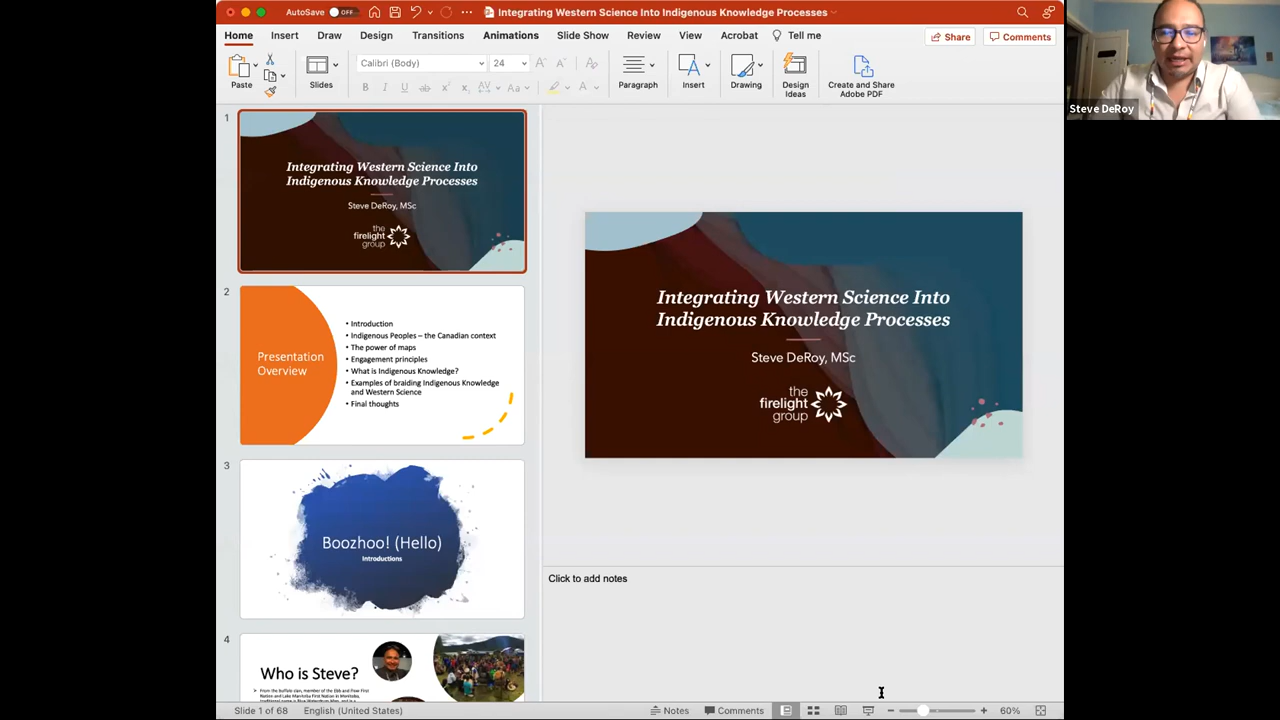 AutoSave OFF
Integrating Western Science Into Indigenous Knowledge Processes
Home Insert Draw Design Transitions Animations Slide Show Review View Acrobat Tell me
Share Comments
Calibri (Body) 24
Paste Slides Paragraph Insert Drawing Design Ideas Create and Share Adobe PDF
Steve DeRoy
1
Integrating Western Science Into
Indigenous Knowledge Processes
Steve DeRoy, MSc
the
firelight
group
2
Presentation
Overview
• Introduction
• Indigenous Peoples – the Canadian context
• The power of maps
• Engagement principles
• What is Indigenous Knowledge?
• Examples of braiding Indigenous Knowledge
and Western Science
• Final thoughts
3
Boozhoo! (Hello)
Introductions
4
Who is Steve?
Integrating Western Science Into
Indigenous Knowledge Processes
Steve DeRoy, MSc
the
firelight
group
Click to add notes
Slide 1 of 68 English (United States) Notes Comments 60%